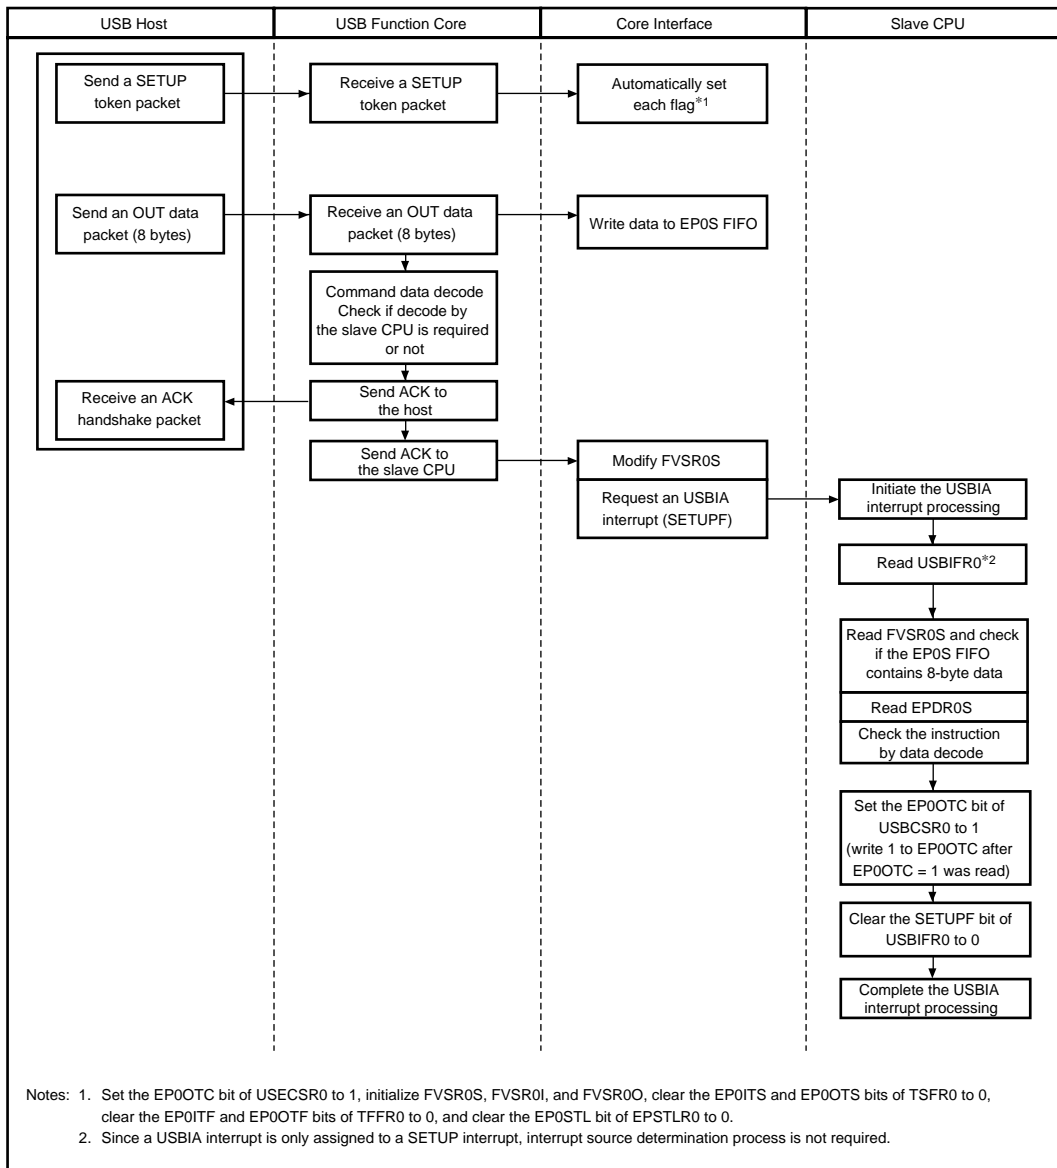 USB Host
USB Function Core
Core Interface
Slave CPU
Send a SETUP
token packet
Receive a SETUP
token packet
Automatically set
each flag*1
Send an OUT data
packet (8 bytes)
Receive an OUT data
packet (8 bytes)
Write data to EP0S FIFO
Command data decode
Check if decode by
the slave CPU is required
or not
Receive an ACK
handshake packet
Send ACK to
the host
Send ACK to
the slave CPU
Modify FVSR0S
Request an USBIA
interrupt (SETUPF)
Initiate the USBIA
interrupt processing
Read USBIFR0*2
Read FVSR0S and check
if the EP0S FIFO
contains 8-byte data
Read EPDR0S
Check the instruction
by data decode
Set the EP0OTC bit of
USBCSR0 to 1
(write 1 to EP0OTC after
EP0OTC = 1 was read)
Clear the SETUPF bit of
USBIFR0 to 0
Complete the USBIA
interrupt processing
Notes: 1. Set the EP0OTC bit of USECSR0 to 1, initialize FVSR0S, FVSR0I, and FVSR0O, clear the EP0ITS and EP0OTS bits of TSFR0 to 0,
clear the EP0ITF and EP0OTF bits of TFFR0 to 0, and clear the EP0STL bit of EPSTLR0 to 0.
2. Since a USBIA interrupt is only assigned to a SETUP interrupt, interrupt source determination process is not required.